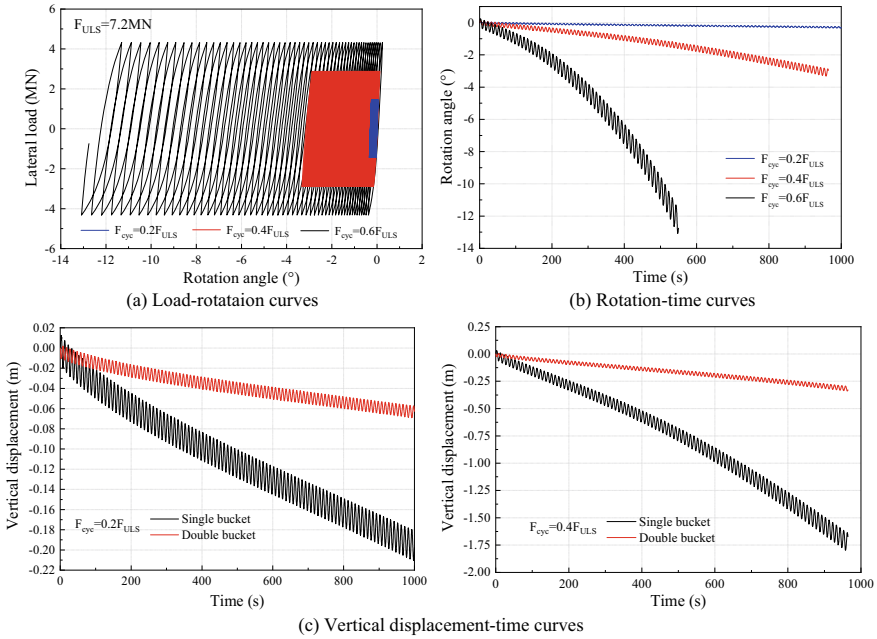 F_ULS=7.2MN
6
4
2
0
-2
-4
-6
Lateral load (MN)
F_cyc=0.2F_ULS F_cyc=0.4F_ULS F_cyc=0.6F_ULS
-14 -12 -10 -8 -6 -4 -2 0 2
Rotation angle (°)
(a) Load-rotataion curves
0
-2
-4
-6
-8
-10
-12
-14
Rotation angle (°)
F_cyc=0.2F_ULS
F_cyc=0.4F_ULS
F_cyc=0.6F_ULS
0 200 400 600 800 1000
Time (s)
(b) Rotation-time curves
0.02
0.00
-0.02
-0.04
-0.06
-0.08
-0.10
-0.12
-0.14
-0.16
-0.18
-0.20
-0.22
Vertical displacement (m)
F_cyc=0.2F_ULS
Single bucket
Double bucket
0 200 400 600 800 1000
Time (s)
0.25
0.00
-0.25
-0.50
-0.75
-1.00
-1.25
-1.50
-1.75
-2.00
Vertical displacement (m)
F_cyc=0.4F_ULS
Single bucket
Double bucket
0 200 400 600 800 1000
Time (s)
(c) Vertical displacement-time curves